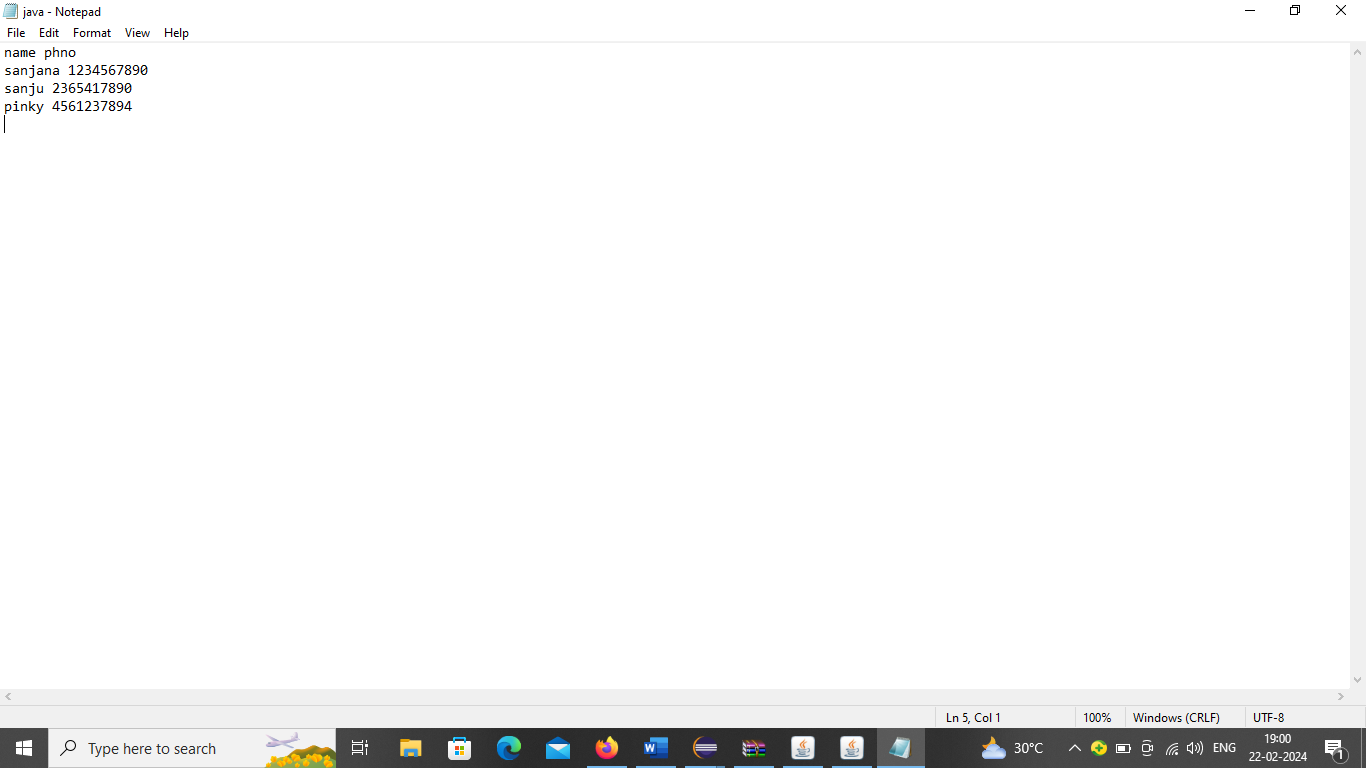 java - Notepad
File Edit Format View Help
name phno
sanjana 1234567890
sanju 2365417890
pinky 4561237894
Ln 5, Col 1 100% Windows (CRLF) UTF-8
Type here to search 30°C ENG 19:00
22-02-2024 1